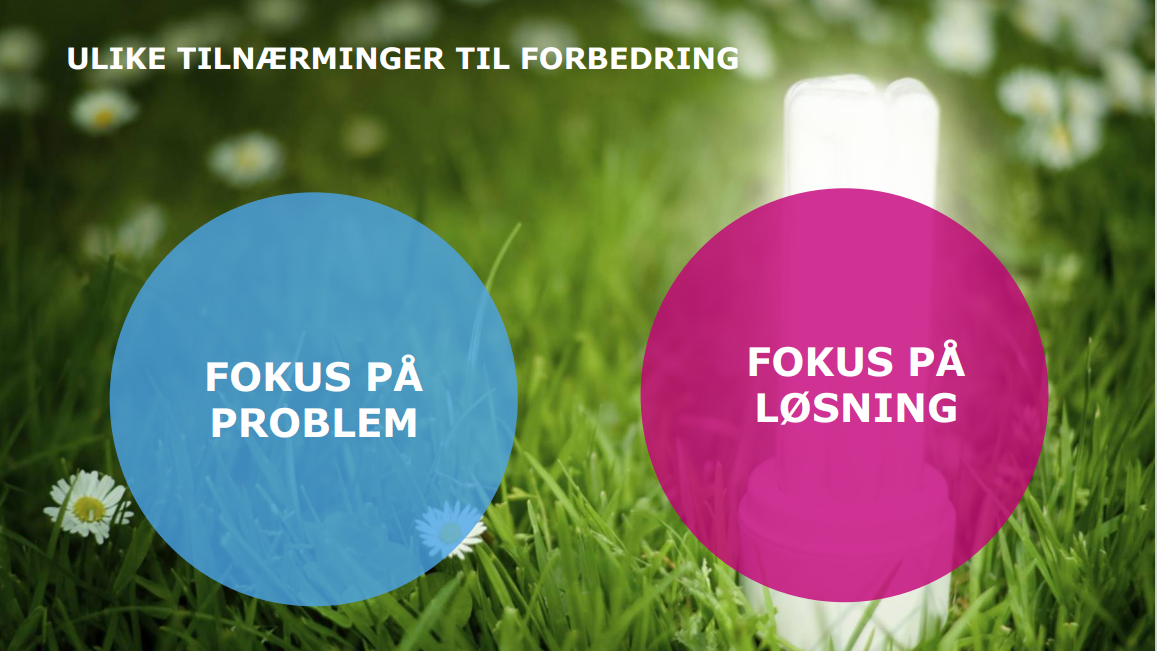 ULIKE TILNÆRMINGER TIL FORBEDRING
FOKUS PÅ
PROBLEM
FOKUS PÅ
LØSNING